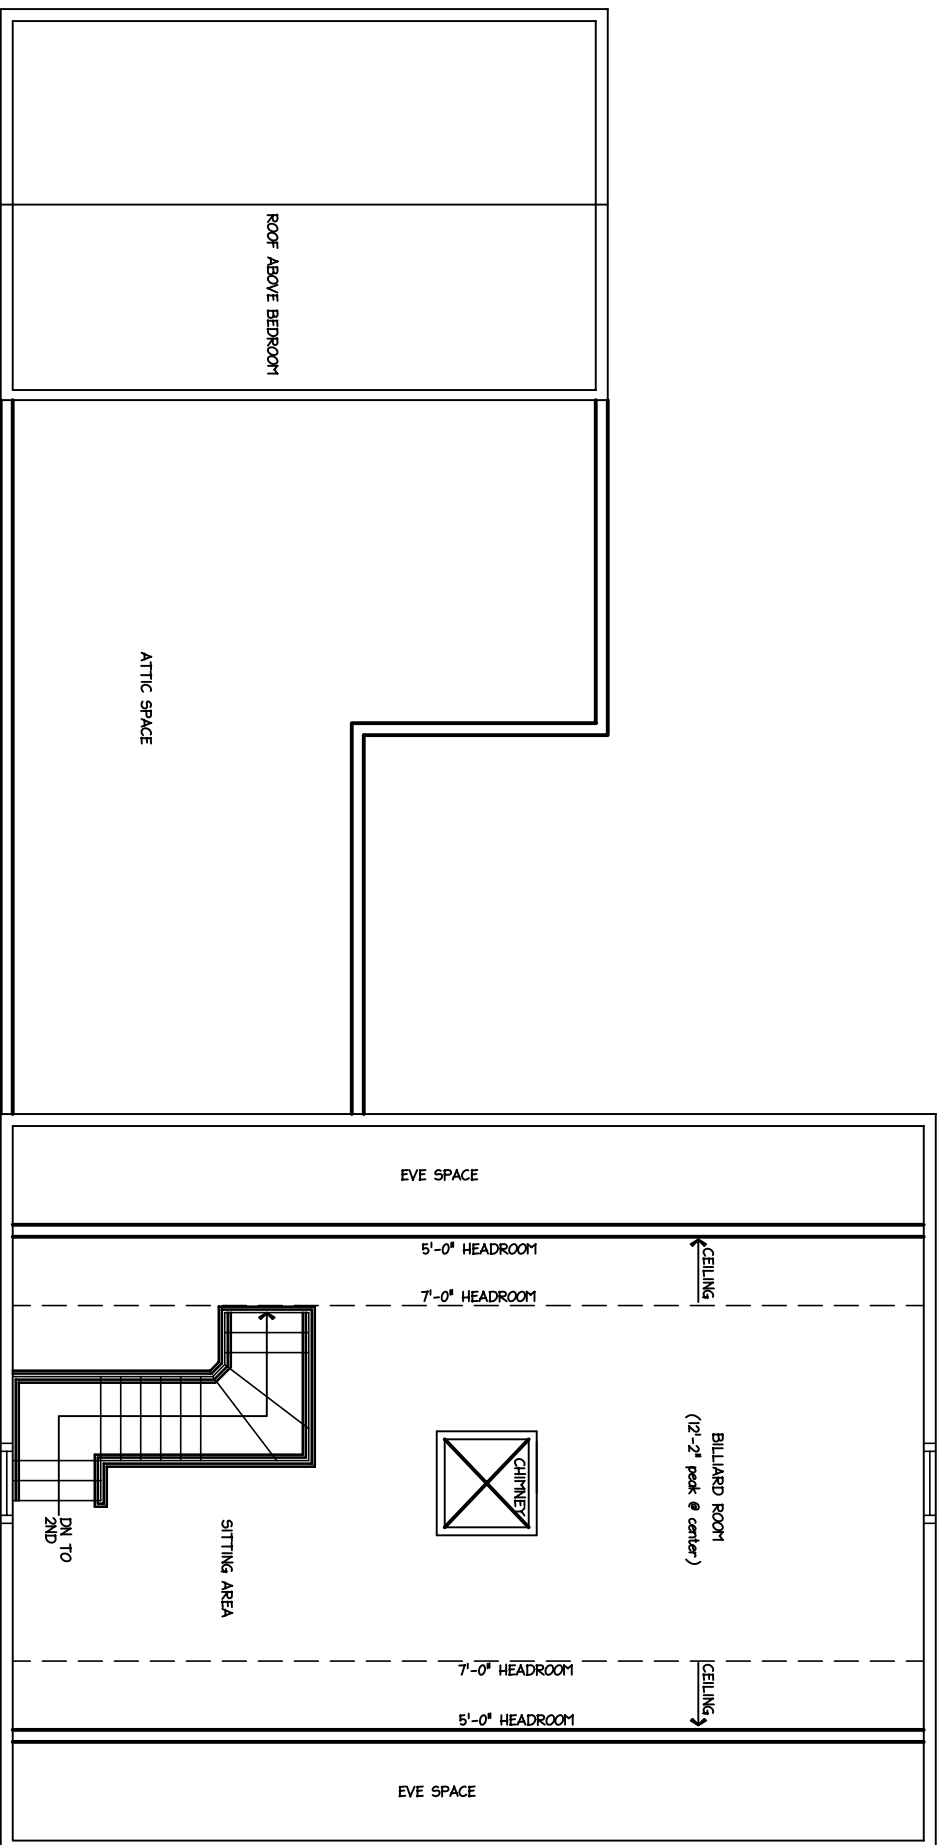 ROOF ABOVE BEDROOM
ATTIC SPACE
EVE SPACE
5'-0" HEADROOM
CEILING
7'-0" HEADROOM
BILLIARD ROOM
(12'-2" peak @ center)
CHIMNEY
SITTING AREA
DN TO
2ND
7'-0" HEADROOM
CEILING
5'-0" HEADROOM
EVE SPACE